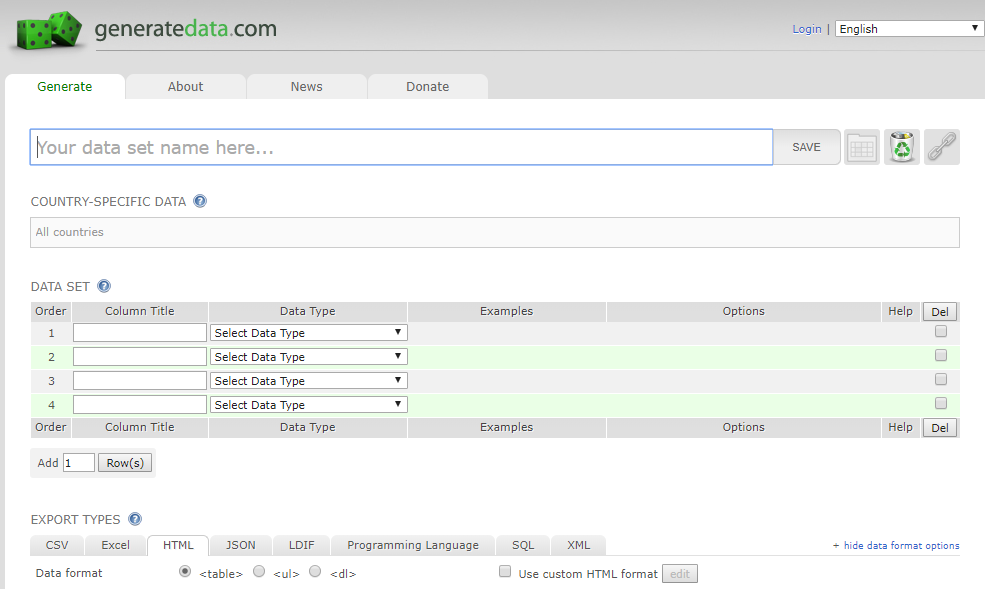 generatedata.com
Login | English
Generate About News Donate
Your data set name here... SAVE
COUNTRY-SPECIFIC DATA ?
All countries
DATA SET ?
Order Column Title Data Type Examples Options Help Del
1 Select Data Type
2 Select Data Type
3 Select Data Type
4 Select Data Type
Order Column Title Data Type Examples Options Help Del
Add 1 Row(s)
EXPORT TYPES ?
CSV Excel HTML JSON LDIF Programming Language SQL XML + hide data format options
Data format <table> <ul> <dl> Use custom HTML format edit